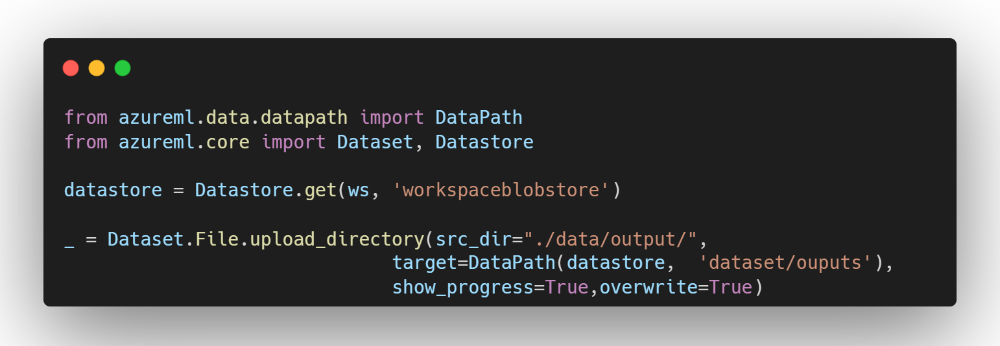 from azureml.data.datapath import DataPath
from azureml.core import Dataset, Datastore
datastore = Datastore.get(ws, 'workspaceblobstore')
_ = Dataset.File.upload_directory(src_dir="./data/output/",
target=DataPath(datastore,  'dataset/ouputs'),
show_progress=True,overwrite=True)